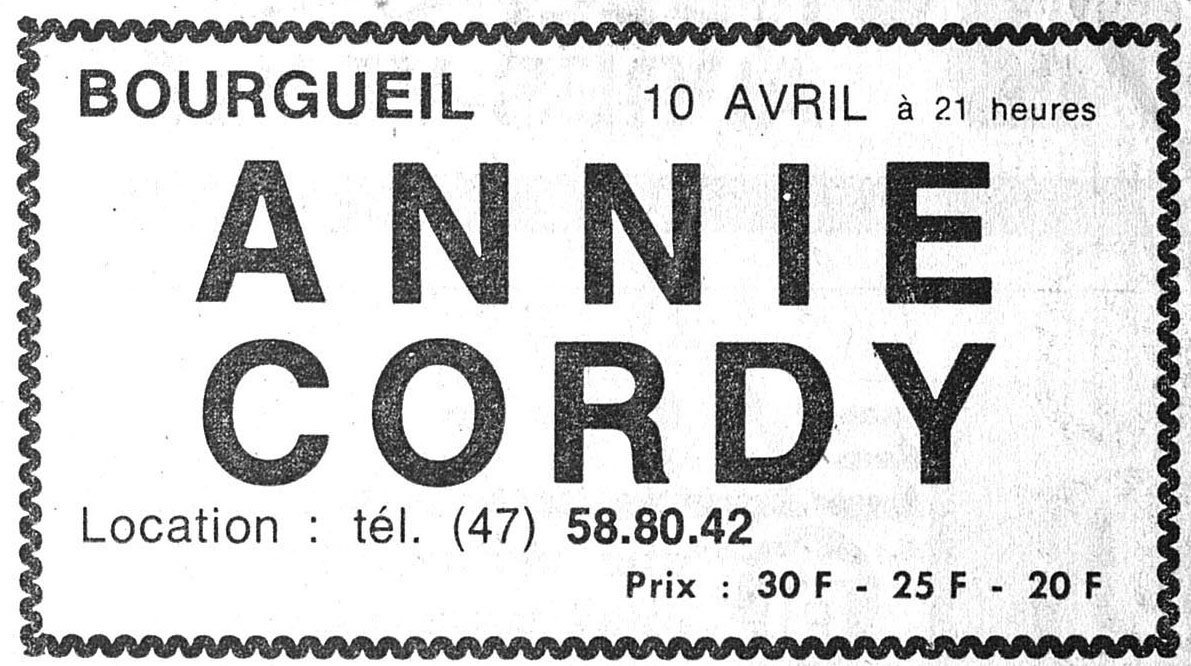 BOURGUEIL 10 AVRIL à 21 heures
ANNIE
CORDY
Location : tél. (47) 58.80.42
Prix : 30 F - 25 F - 20 F